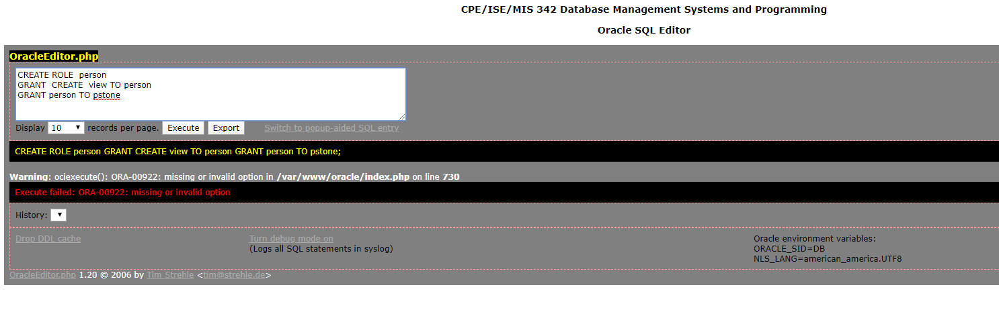 CPE/ISE/MIS 342 Database Management Systems and Programming
Oracle SQL Editor
OracleEditor.php
CREATE ROLE  person
GRANT  CREATE  view TO person
GRANT person TO pstone
Display 10 records per page. Execute Export Switch to popup-aided SQL entry
CREATE ROLE person GRANT CREATE view TO person GRANT person TO pstone;
Warning: ociexecute(): ORA-00922: missing or invalid option in /var/www/oracle/index.php on line 730
Execute failed: ORA-00922: missing or invalid option
History:
Drop DDL cache
Turn debug mode on
(Logs all SQL statements in syslog)
Oracle environment variables:
ORACLE_SID=DB
NLS_LANG=american_america.UTF8
OracleEditor.php 1.20 © 2006 by Tim Strehle <tim@strehle.de>